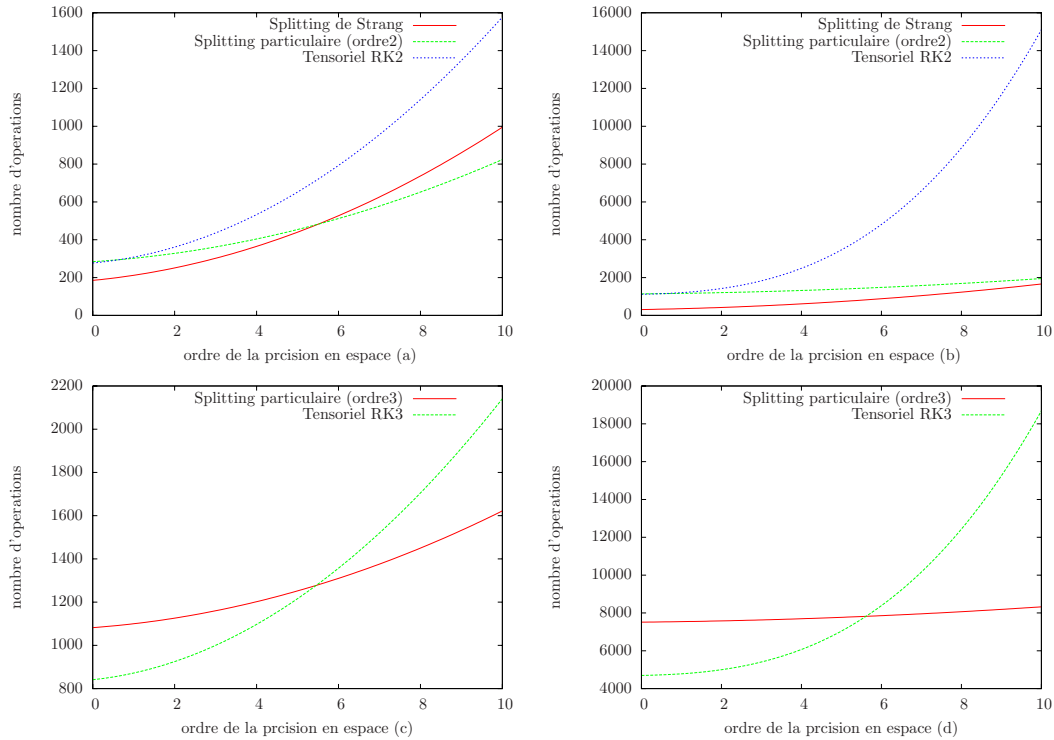 Splitting de Strang
Splitting particulaire (ordre2)
Tensoriel RK2
nombre d'operations
1600
1400
1200
1000
800
600
400
200
0
0 2 4 6 8 10
ordre de la prcision en espace (a)
Splitting de Strang
Splitting particulaire (ordre2)
Tensoriel RK2
nombre d'operations
16000
14000
12000
10000
8000
6000
4000
2000
0
0 2 4 6 8 10
ordre de la prcision en espace (b)
Splitting particulaire (ordre3)
Tensoriel RK3
nombre d'operations
2200
2000
1800
1600
1400
1200
1000
800
0 2 4 6 8 10
ordre de la prcision en espace (c)
Splitting particulaire (ordre3)
Tensoriel RK3
nombre d'operations
20000
18000
16000
14000
12000
10000
8000
6000
4000
0 2 4 6 8 10
ordre de la prcision en espace (d)